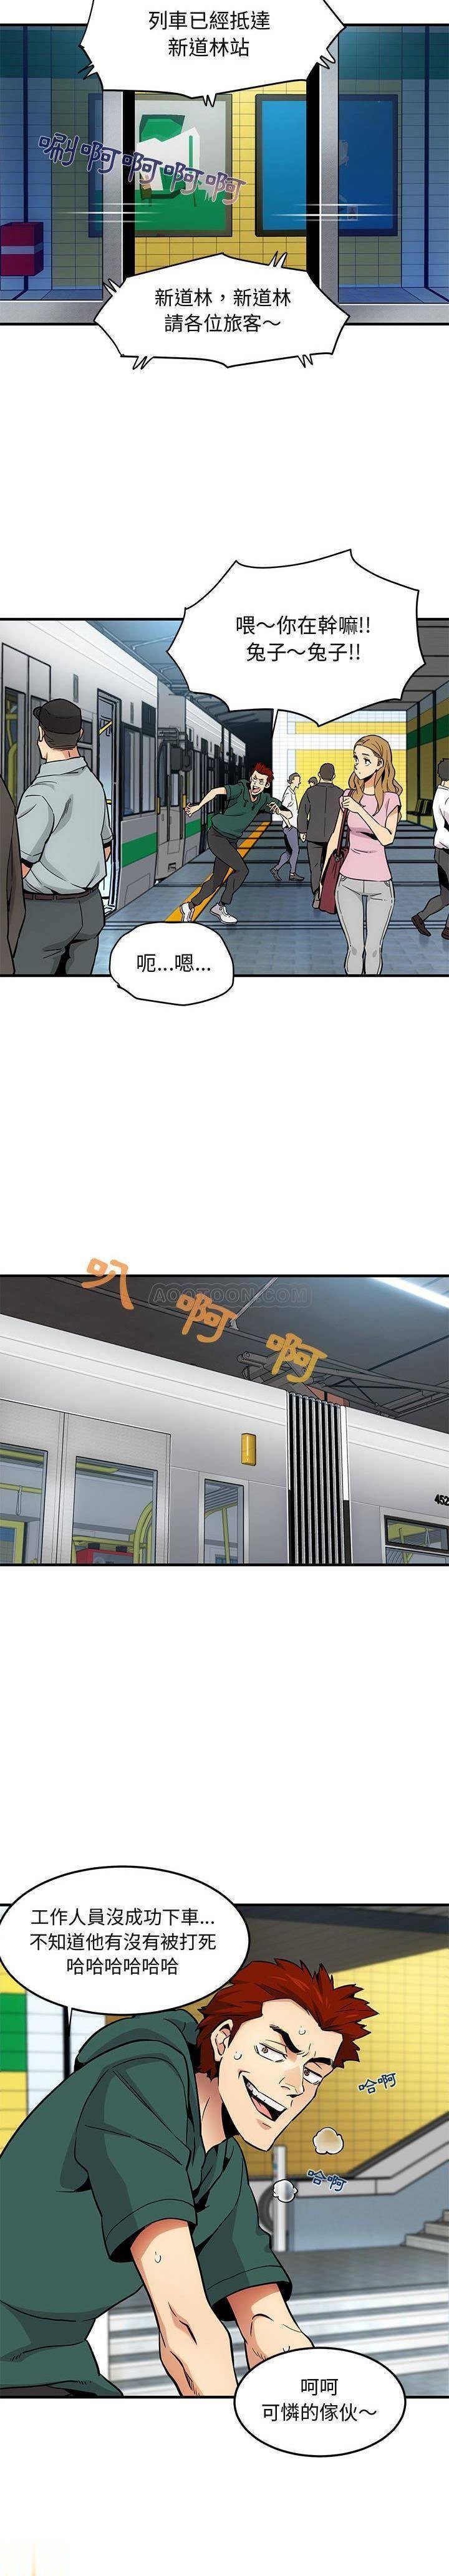 列車已經抵達
新道林站
唰啊啊啊啊
新道林，新道林
請各位旅客～
喂～你在幹嘛!!
兔子～兔子!!
呃...嗯...
叭啊啊
AQQTOON.COM
452
工作人員沒成功下車...
不知道他有沒有被打死
哈哈哈哈哈哈
哈啊
哈啊
呵呵
可憐的傢伙～